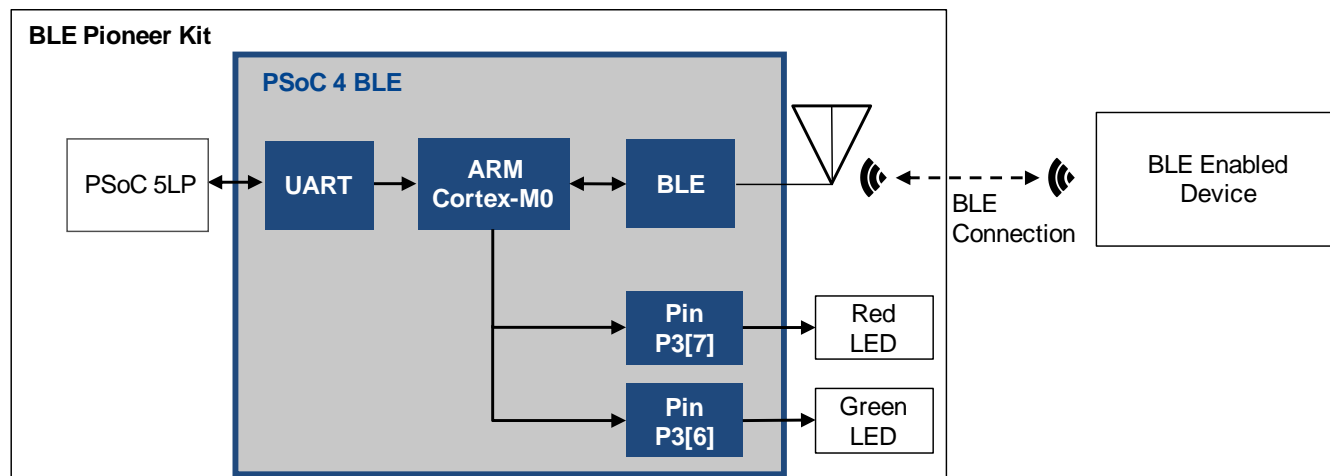 BLE Pioneer Kit
PSoC 4 BLE
PSoC 5LP
UART
ARM
Cortex-M0
BLE
BLE
Connection
BLE Enabled
Device
Pin
P3[7]
Red
LED
Pin
P3[6]
Green
LED